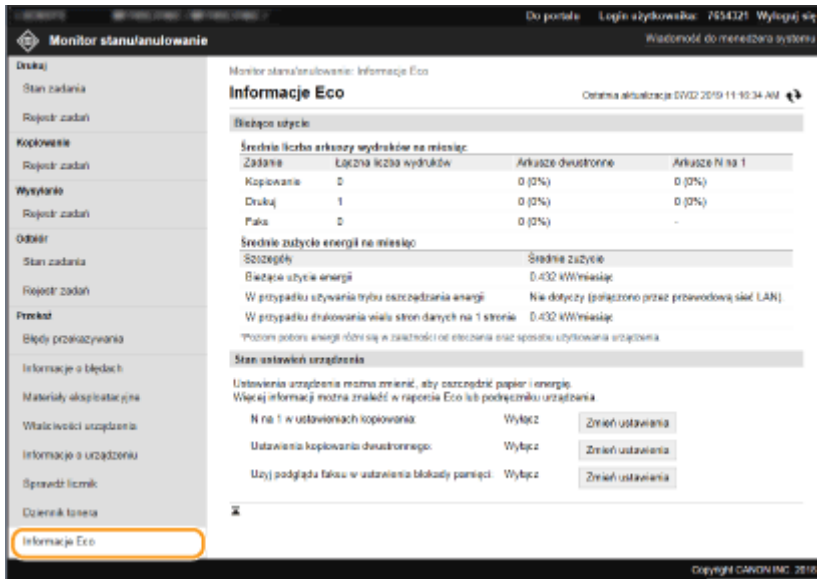 Do portalu Login użytkownika: 7654321 Wyloguj się
Monitor stanu/anulowanie
Wiadomość do menedżera systemu
Drukuj
Stan zadania
Rejestr zadań
Kopiowanie
Rejestr zadań
Wysyłanie
Rejestr zadań
Odbiór
Stan zadania
Rejestr zadań
Przekaż
Błędy przekazywania
Informacje o błędach
Materiały eksploatacyjne
Właściwości urządzenia
Informacje o urządzeniu
Sprawdź licznik
Dziennik tonera
Informacje Eco
Monitor stanu/anulowanie: Informacje Eco
Informacje Eco
Ostatnia aktualizacja 07/02 2019 11:16:34 AM
Bieżące użycie
Średnia liczba arkuszy wydruków na miesiąc
Zadanie Łączna liczba wydruków Arkusze dwustronne Arkusze N na 1
Kopiowanie 0 0 (0%) 0 (0%)
Drukuj 1 0 (0%) 0 (0%)
Faks 0 0 (0%) -
Średnie zużycie energii na miesiąc
Szczegóły Średnie zużycie
Bieżące użycie energii 0.432 kW/miesiąc
W przypadku używania trybu oszczędzania energii Nie dotyczy (połączono przez przewodową sieć LAN).
W przypadku drukowania wielu stron danych na 1 stronie 0.432 kW/miesiąc
*Poziom poboru energii różni się w zależności od otoczenia oraz sposobu użytkowania urządzenia.
Stan ustawień urządzenia
Ustawienia urządzenia można zmienić, aby oszczędzić papier i energię.
Więcej informacji można znaleźć w raporcie Eco lub podręczniku urządzenia.
N na 1 w ustawieniach kopiowania: Wyłącz Zmień ustawienia
Ustawienia kopiowania dwustronnego: Wyłącz Zmień ustawienia
Użyj podglądu faksu w ustawienia blokady pamięci: Wyłącz Zmień ustawienia
Copyright CANON INC. 2018